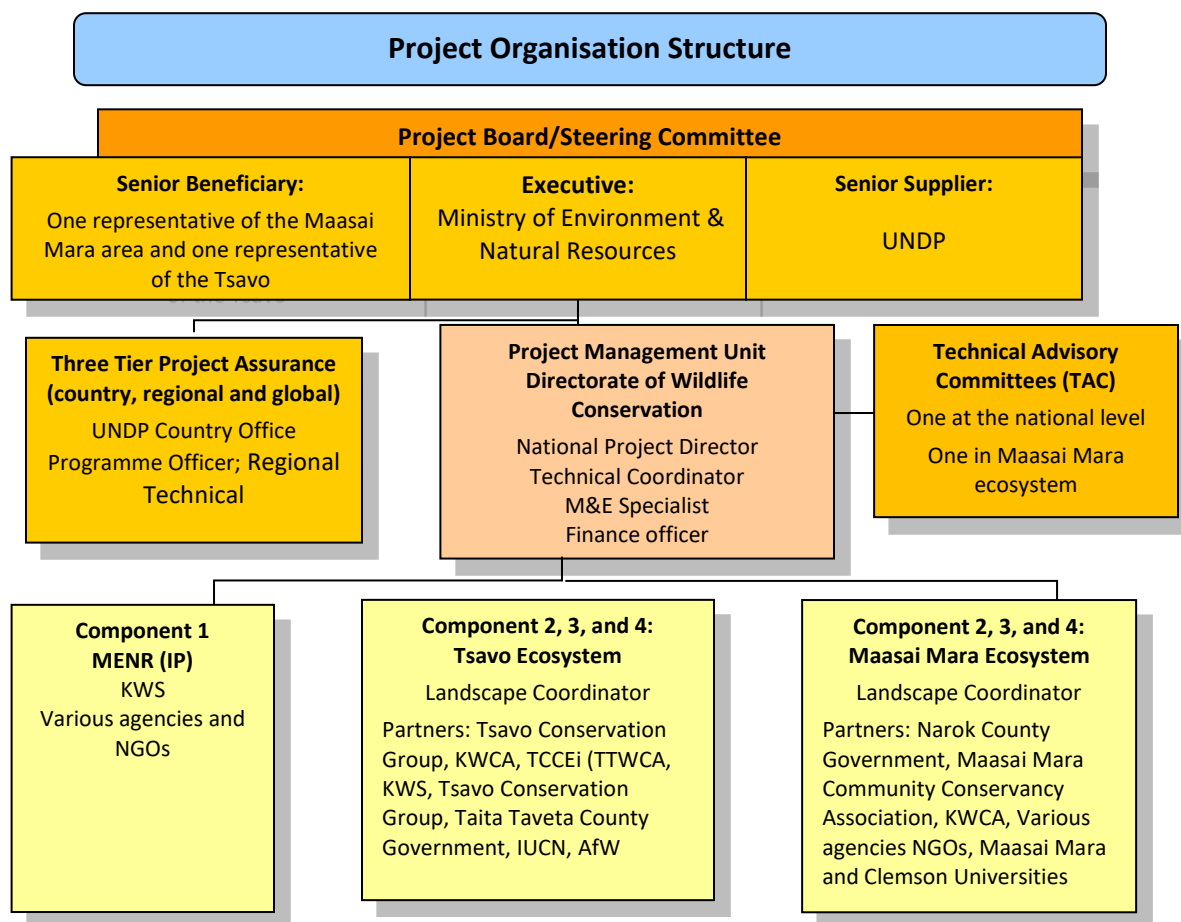 Project Organisation Structure
Project Board/Steering Committee
Senior Beneficiary:
One representative of the Maasai
Mara area and one representative
of the Tsavo
Executive:
Ministry of Environment &
Natural Resources
Senior Supplier:
UNDP
Three Tier Project Assurance
(country, regional and global)
UNDP Country Office
Programme Officer; Regional
Technical
Project Management Unit
Directorate of Wildlife
Conservation
National Project Director
Technical Coordinator
M&E Specialist
Finance officer
Technical Advisory
Committees (TAC)
One at the national level
One in Maasai Mara
ecosystem
Component 1
MENR (IP)
KWS
Various agencies and
NGOs
Component 2, 3, and 4:
Tsavo Ecosystem
Landscape Coordinator
Partners: Tsavo Conservation
Group, KWCA, TCCEi (TTWCA,
KWS, Tsavo Conservation
Group, Taita Taveta County
Government, IUCN, AfW
Component 2, 3, and 4:
Maasai Mara Ecosystem
Landscape Coordinator
Partners: Narok County
Government, Maasai Mara
Community Conservancy
Association, KWCA, Various
agencies NGOs, Maasai Mara
and Clemson Universities